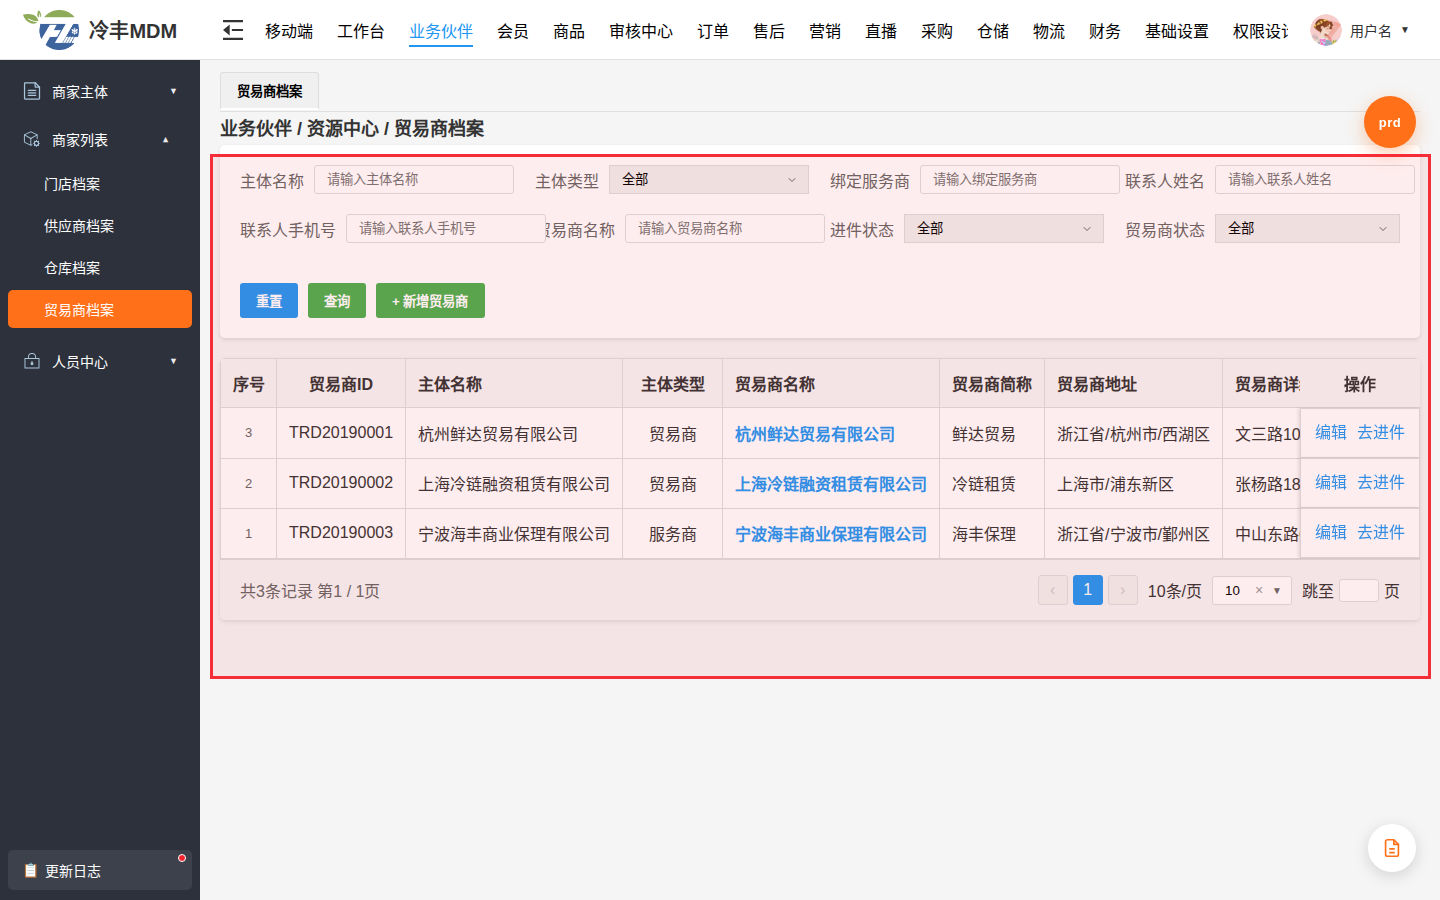 冷丰MDM
移动端 工作台 业务伙伴 会员 商品 审核中心 订单 售后 营销 直播 采购 仓储 物流 财务 基础设置 权限设计 用户名 ▼
商家主体 ▼
商家列表 ▲
门店档案
供应商档案
仓库档案
贸易商档案
人员中心 ▼
更新日志
贸易商档案
业务伙伴 / 资源中心 / 贸易商档案
prd
主体名称 请输入主体名称 主体类型 全部 绑定服务商 请输入绑定服务商 联系人姓名 请输入联系人姓名
联系人手机号 请输入联系人手机号 贸易商名称 请输入贸易商名称 进件状态 全部 贸易商状态 全部
重置 查询 + 新增贸易商
序号 贸易商ID 主体名称 主体类型 贸易商名称 贸易商简称 贸易商地址 贸易商详 操作
3 TRD20190001 杭州鲜达贸易有限公司 贸易商 杭州鲜达贸易有限公司 鲜达贸易 浙江省/杭州市/西湖区 文三路10 编辑 去进件
2 TRD20190002 上海冷链融资租赁有限公司 贸易商 上海冷链融资租赁有限公司 冷链租赁 上海市/浦东新区 张杨路18 编辑 去进件
1 TRD20190003 宁波海丰商业保理有限公司 服务商 宁波海丰商业保理有限公司 海丰保理 浙江省/宁波市/鄞州区 中山东路 编辑 去进件
共3条记录 第1 / 1页 ‹ 1 › 10条/页 10 × ▼ 跳至 页